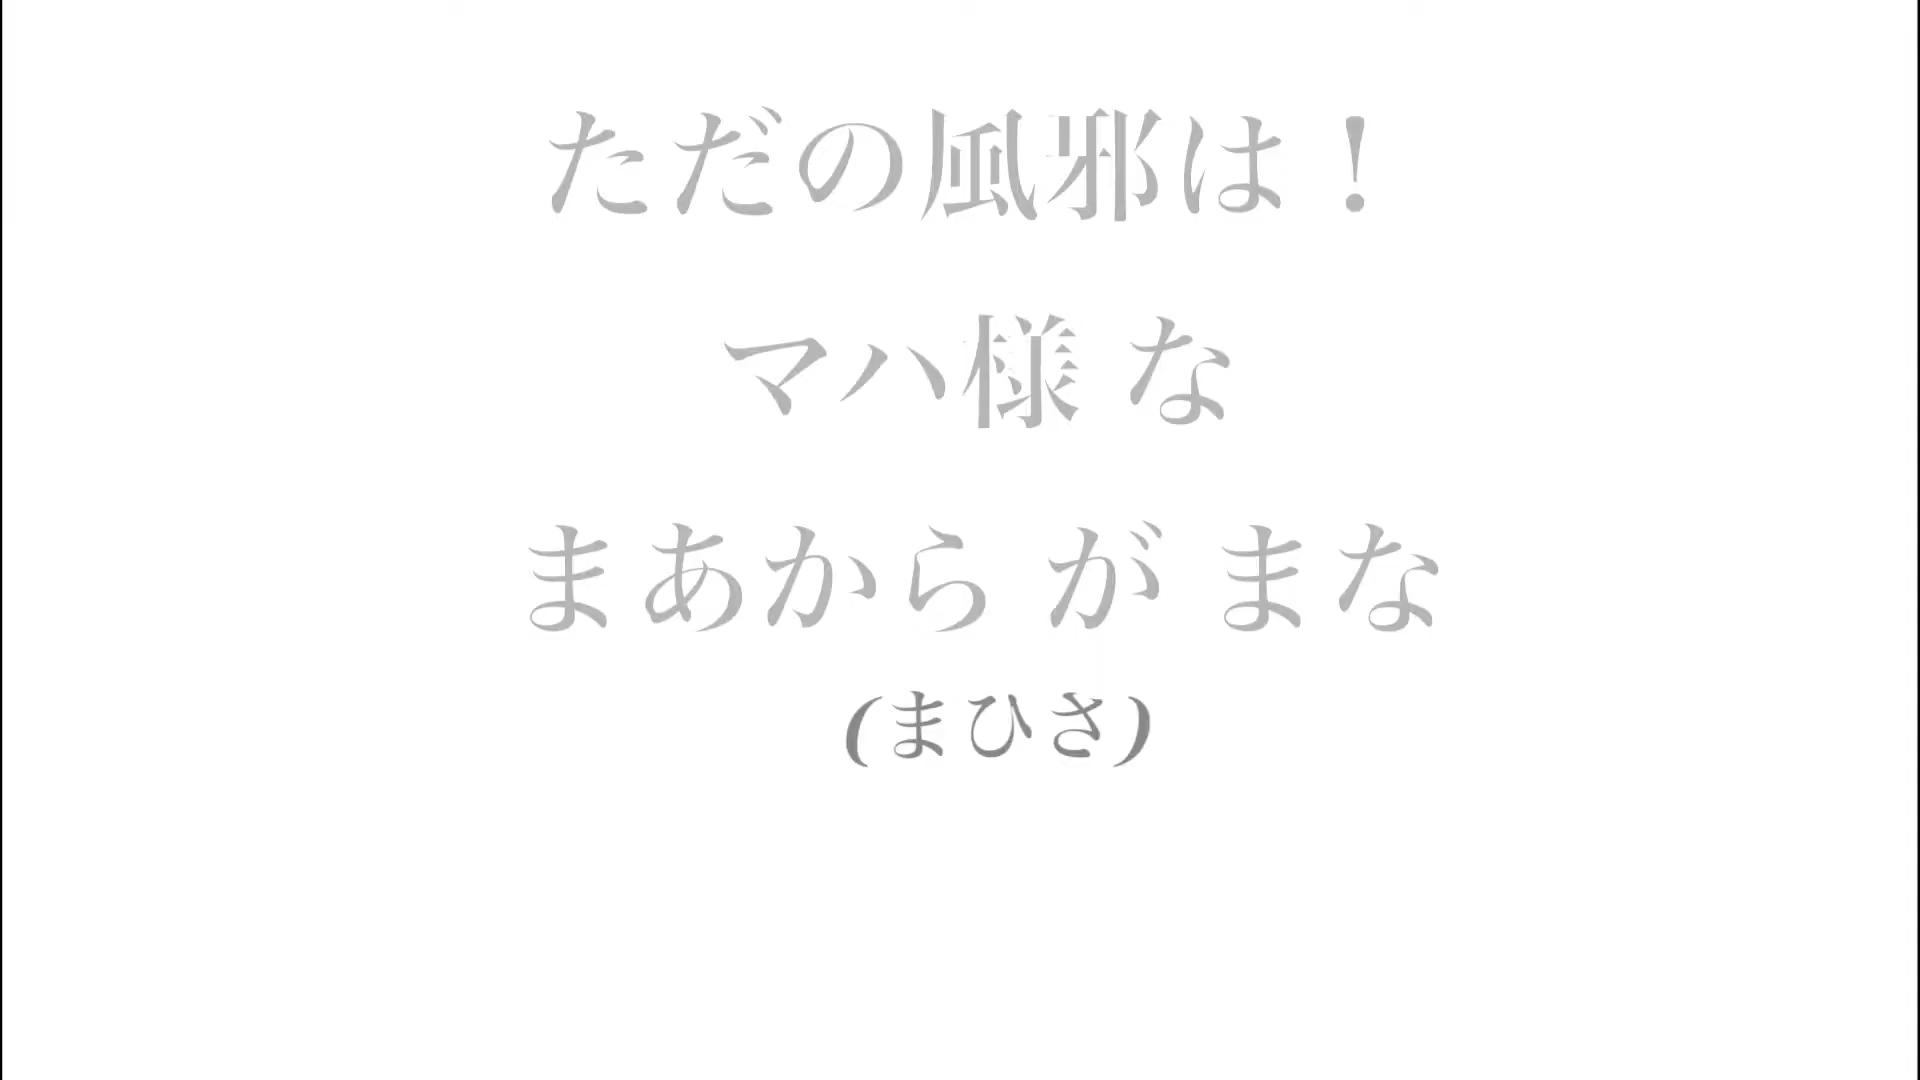 ただの風邪は！
マハ様 な
まあから が まな
(まひさ)